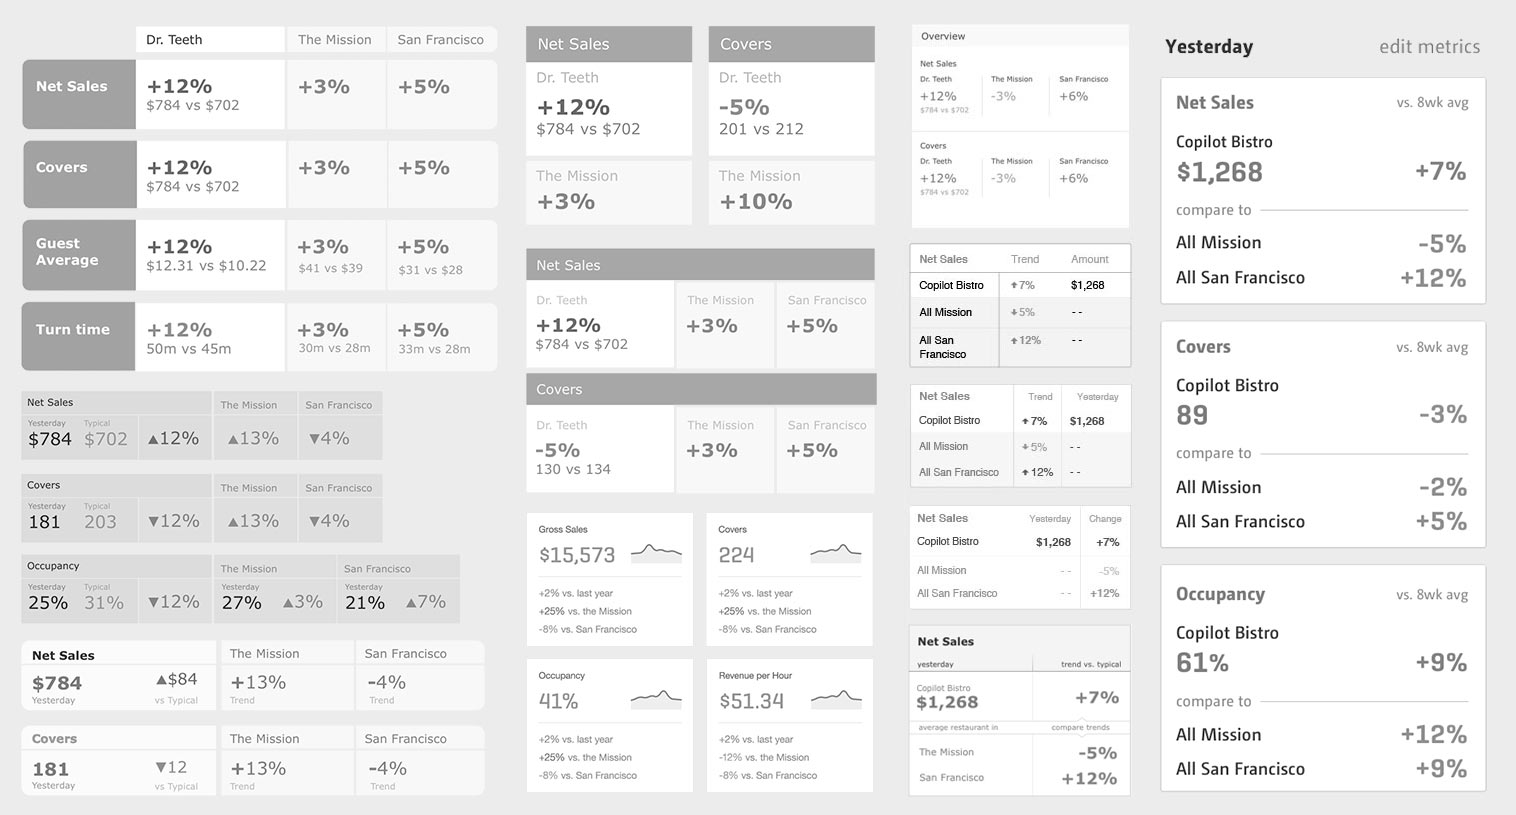 Dr. Teeth The Mission San Francisco
Net Sales +12% +3% +5%
$784 vs $702
Covers +12% +3% +5%
$784 vs $702
Guest Average +12% +3% +5%
$12.31 vs $10.22 $41 vs $39 $31 vs $28
Turn time +12% +3% +5%
50m vs 45m 30m vs 28m 33m vs 28m
Net Sales The Mission San Francisco
Yesterday Typical
$784 $702 ▲12% ▲13% ▼4%
Covers The Mission San Francisco
Yesterday Typical
181 203 ▼12% ▲13% ▼4%
Occupancy The Mission San Francisco
Yesterday Typical Yesterday Yesterday
25% 31% ▼12% 27% ▲3% 21% ▲7%
Net Sales The Mission San Francisco
$784 ▲$84 +13% -4%
Yesterday vs Typical Trend Trend
Covers The Mission San Francisco
181 ▼12 +13% -4%
Yesterday vs Typical Trend Trend
Net Sales Covers
Dr. Teeth Dr. Teeth
+12% -5%
$784 vs $702 201 vs 212
The Mission The Mission
+3% +10%
Net Sales
Dr. Teeth The Mission San Francisco
+12% +3% +5%
$784 vs $702
Covers
Dr. Teeth The Mission San Francisco
-5% +3% +5%
130 vs 134
Gross Sales Covers
$15,573 224
+2% vs. last year +2% vs. last year
+25% vs. the Mission +25% vs. the Mission
-8% vs. San Francisco -8% vs. San Francisco
Occupancy Revenue per Hour
41% $51.34
+2% vs. last year +2% vs. last year
+25% vs. the Mission -12% vs. the Mission
-8% vs. San Francisco -8% vs. San Francisco
Overview
Net Sales
Dr. Teeth The Mission San Francisco
+12% -3% +6%
$784 vs $702
Covers
Dr. Teeth The Mission San Francisco
+12% -3% +6%
$784 vs $702
Net Sales Trend Amount
Copilot Bistro ↑7% $1,268
All Mission ↑5% - -
All San ↑12% - -
Francisco
Net Sales Trend Yesterday
Copilot Bistro ↑7% $1,268
All Mission ↑5% - -
All San Francisco ↑12% - -
Net Sales Yesterday Change
Copilot Bistro $1,268 +7%
All Mission - - -5%
All San Francisco - - +12%
Net Sales
yesterday trend vs. typical
Copilot Bistro
$1,268 +7%
average restaurant in compare trends
The Mission -5%
San Francisco +12%
Yesterday edit metrics
Net Sales vs. 8wk avg
Copilot Bistro
$1,268 +7%
compare to
All Mission -5%
All San Francisco +12%
Covers vs. 8wk avg
Copilot Bistro
89 -3%
compare to
All Mission -2%
All San Francisco +5%
Occupancy vs. 8wk avg
Copilot Bistro
61% +9%
compare to
All Mission +12%
All San Francisco +9%